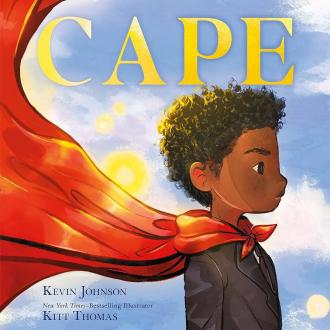 CAPE
KEVIN JOHNSON
New York Times–Bestselling Illustrator
KITT THOMAS